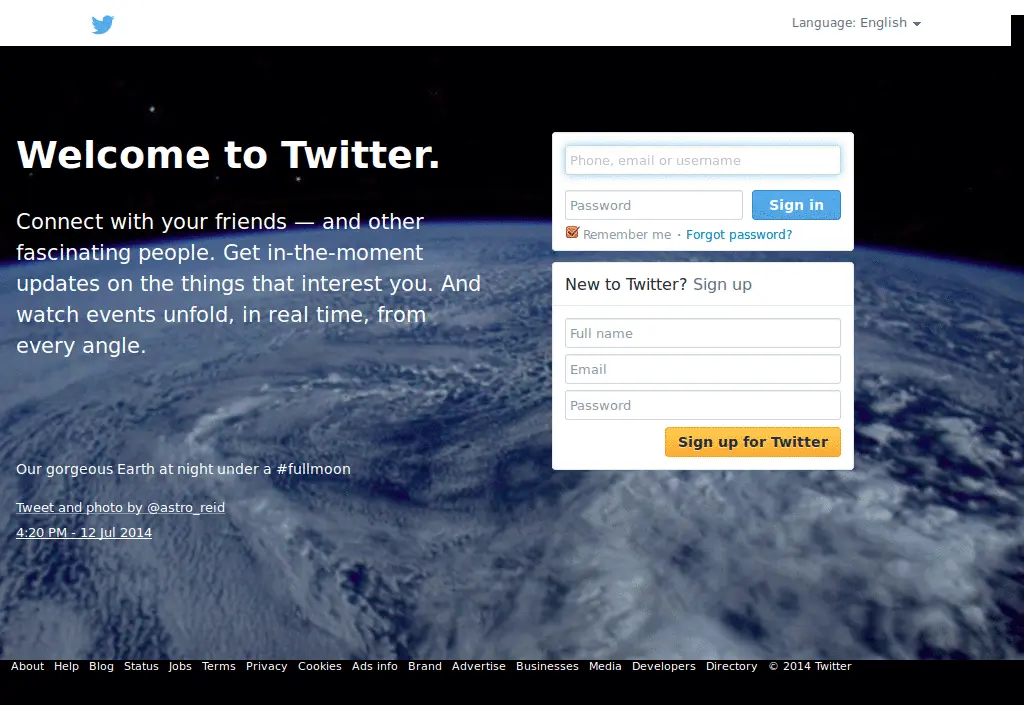 Language: English
Welcome to Twitter.
Connect with your friends — and other
fascinating people. Get in-the-moment
updates on the things that interest you. And
watch events unfold, in real time, from
every angle.
Our gorgeous Earth at night under a #fullmoon
Tweet and photo by @astro_reid
4:20 PM - 12 Jul 2014
Phone, email or username
Password
Sign in
Remember me · Forgot password?
New to Twitter? Sign up
Full name
Email
Password
Sign up for Twitter
About Help Blog Status Jobs Terms Privacy Cookies Ads info Brand Advertise Businesses Media Developers Directory © 2014 Twitter